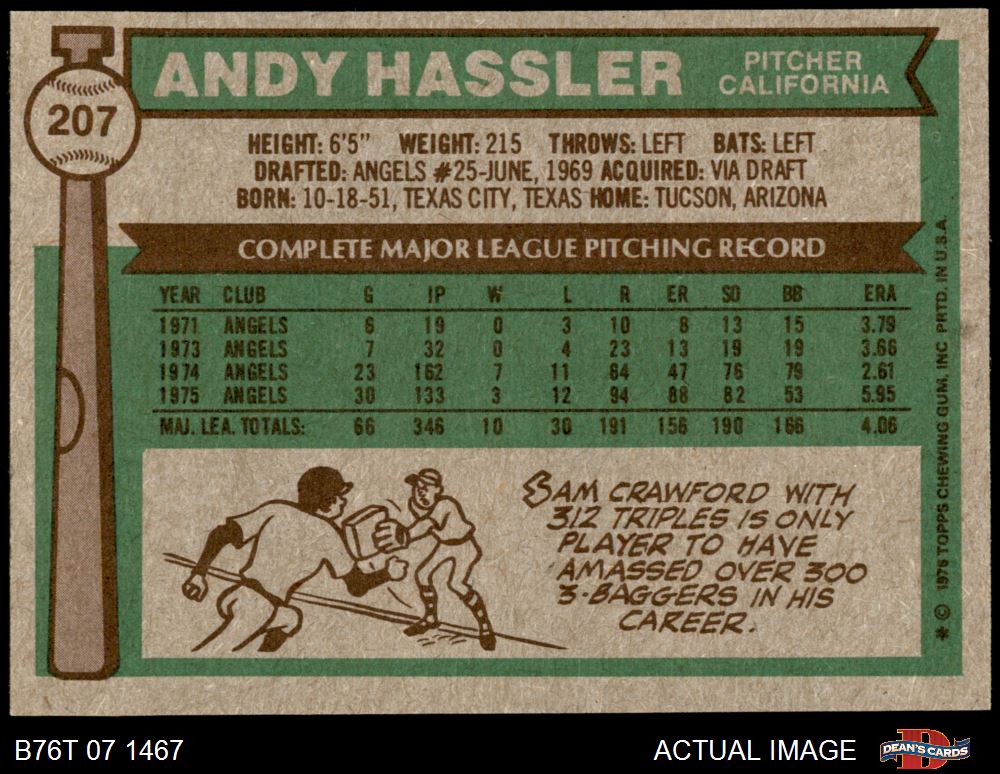 207
ANDY HASSLER
PITCHER
CALIFORNIA
HEIGHT: 6'5" WEIGHT: 215 THROWS: LEFT BATS: LEFT
DRAFTED: ANGELS #25-JUNE, 1969 ACQUIRED: VIA DRAFT
BORN: 10-18-51, TEXAS CITY, TEXAS HOME: TUCSON, ARIZONA
COMPLETE MAJOR LEAGUE PITCHING RECORD
YEAR CLUB G IP W L R ER SO BB ERA
1971 ANGELS 6 19 0 3 10 8 13 15 3.79
1973 ANGELS 7 32 0 4 23 13 19 19 3.66
1974 ANGELS 23 162 7 11 64 47 76 79 2.61
1975 ANGELS 30 133 3 12 94 88 82 53 5.95
MAJ. LEA. TOTALS: 66 346 10 30 191 156 190 166 4.06
SAM CRAWFORD WITH
312 TRIPLES IS ONLY
PLAYER TO HAVE
AMASSED OVER 300
3-BAGGERS IN HIS
CAREER.
* © 1976 TOPPS CHEWING GUM, INC. PRTD. IN U.S.A.
B76T 07 1467
ACTUAL IMAGE
DEAN'S CARDS